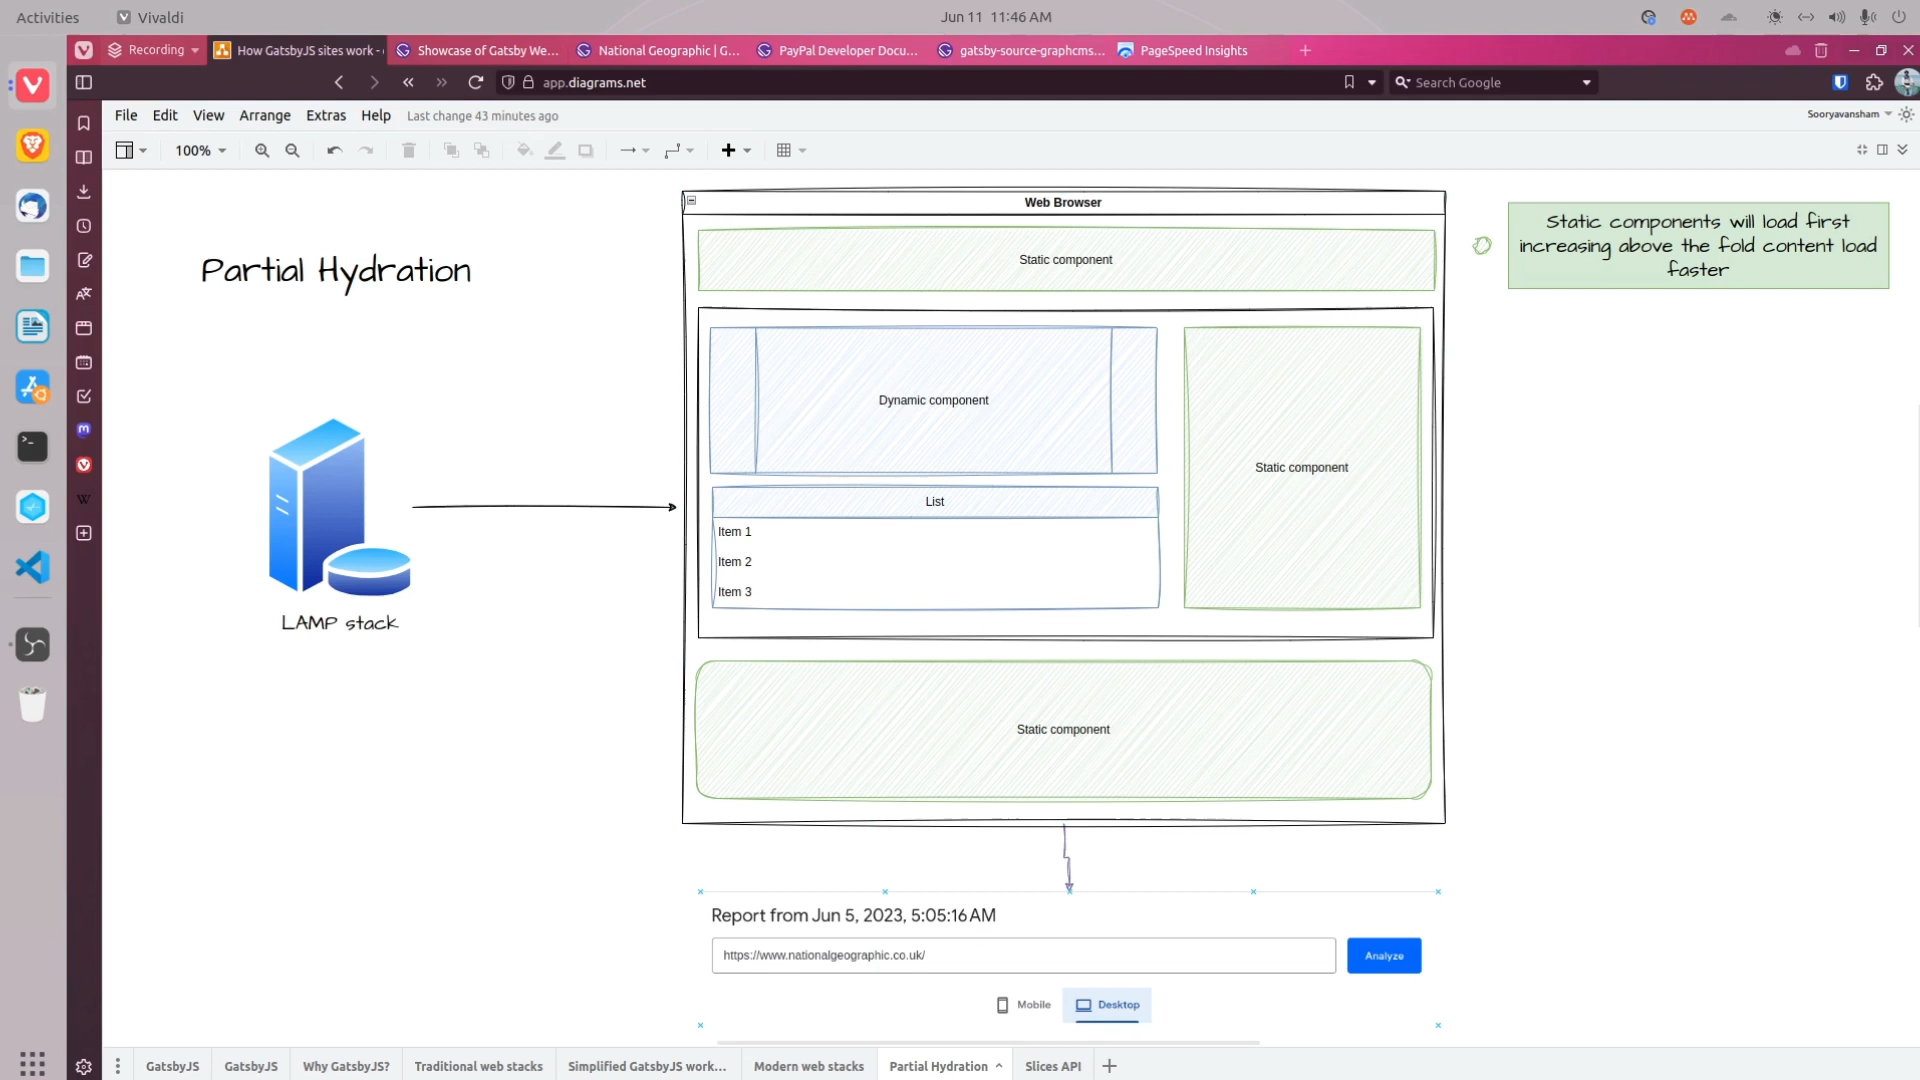 Activities
Vivaldi
Jun 11 11:46 AM
Recording
How GatsbyJS sites work -
Showcase of Gatsby We...
National Geographic | G...
PayPal Developer Docu...
gatsby-source-graphcms...
PageSpeed Insights
app.diagrams.net
Search Google
File Edit View Arrange Extras Help Last change 43 minutes ago
Sooryavansham
100%
Partial Hydration
Web Browser
Static component
Static components will load first
increasing above the fold content load
faster
Dynamic component
Static component
List
Item 1
Item 2
Item 3
LAMP stack
Static component
Report from Jun 5, 2023, 5:05:16 AM
https://www.nationalgeographic.co.uk/
Analyze
Mobile
Desktop
GatsbyJS
GatsbyJS
Why GatsbyJS?
Traditional web stacks
Simplified GatsbyJS work...
Modern web stacks
Partial Hydration
Slices API